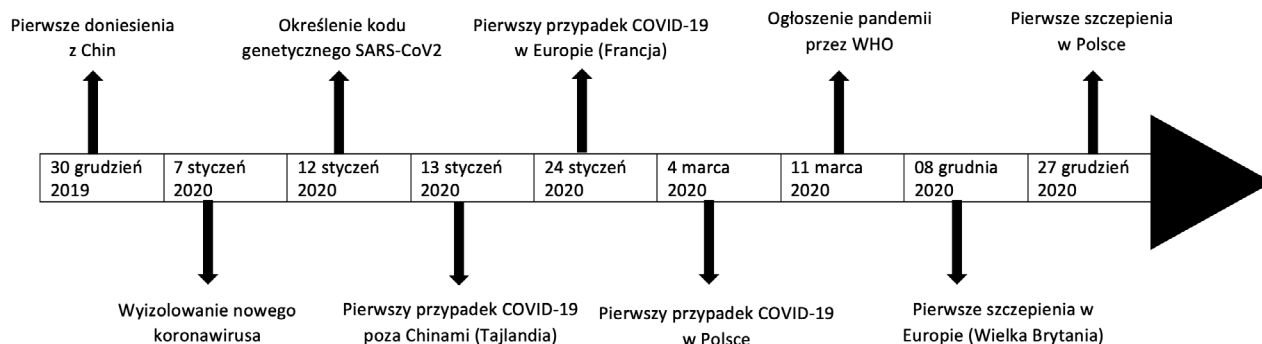 Pierwsze doniesienia
z Chin
Określenie kodu
genetycznego SARS-CoV2
Pierwszy przypadek COVID-19
w Europie (Francja)
Ogłoszenie pandemii
przez WHO
Pierwsze szczepienia
w Polsce
30 grudzień
2019
7 styczeń
2020
12 styczeń
2020
13 styczeń
2020
24 styczeń
2020
4 marca
2020
11 marca
2020
08 grudnia
2020
27 grudzień
2020
Wyizolowanie nowego
koronawirusa
Pierwszy przypadek COVID-19
poza Chinami (Tajlandia)
Pierwszy przypadek COVID-19
w Polsce
Pierwsze szczepienia w
Europie (Wielka Brytania)